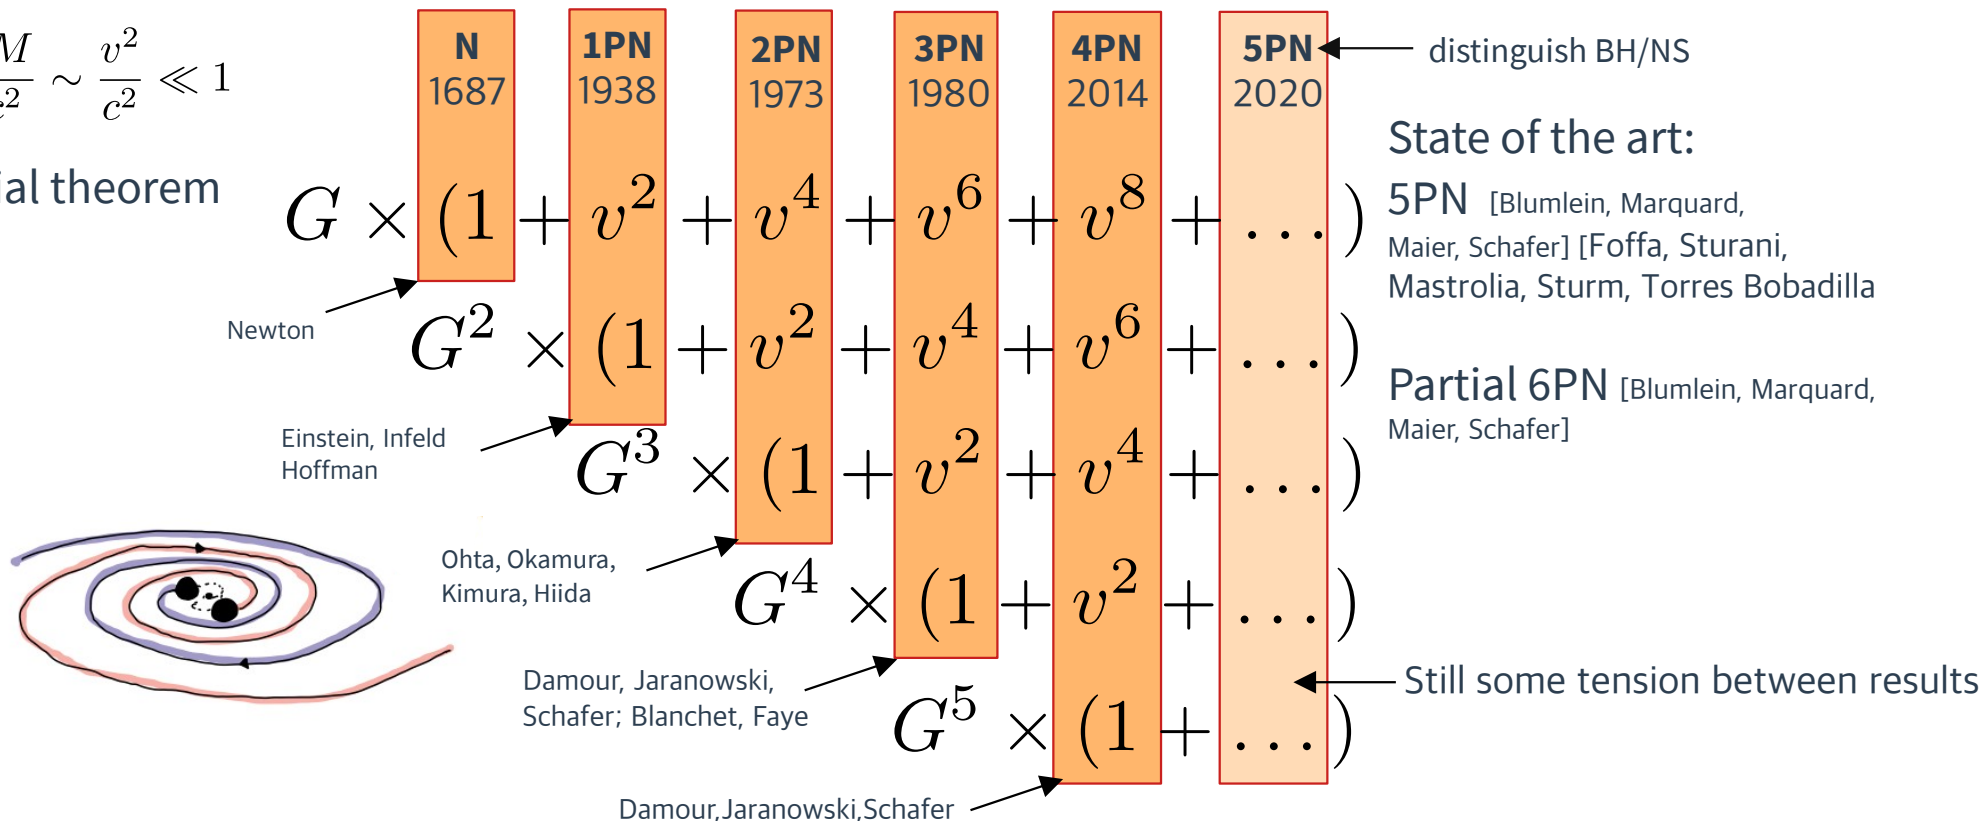 M/c² ~ v²/c² ≪ 1
ial theorem
N
1687
1PN
1938
2PN
1973
3PN
1980
4PN
2014
5PN
2020
distinguish BH/NS
G × (1 + v² + v⁴ + v⁶ + v⁸ + ...)
Newton
G² × (1 + v² + v⁴ + v⁶ + ...)
Einstein, Infeld
Hoffman
G³ × (1 + v² + v⁴ + ...)
Ohta, Okamura,
Kimura, Hiida
G⁴ × (1 + v² + ...)
Damour, Jaranowski,
Schafer; Blanchet, Faye
G⁵ × (1 + ...)
Damour,Jaranowski,Schafer
State of the art:
5PN [Blumlein, Marquard,
Maier, Schafer] [Foffa, Sturani,
Mastrolia, Sturm, Torres Bobadilla
Partial 6PN [Blumlein, Marquard,
Maier, Schafer]
Still some tension between results